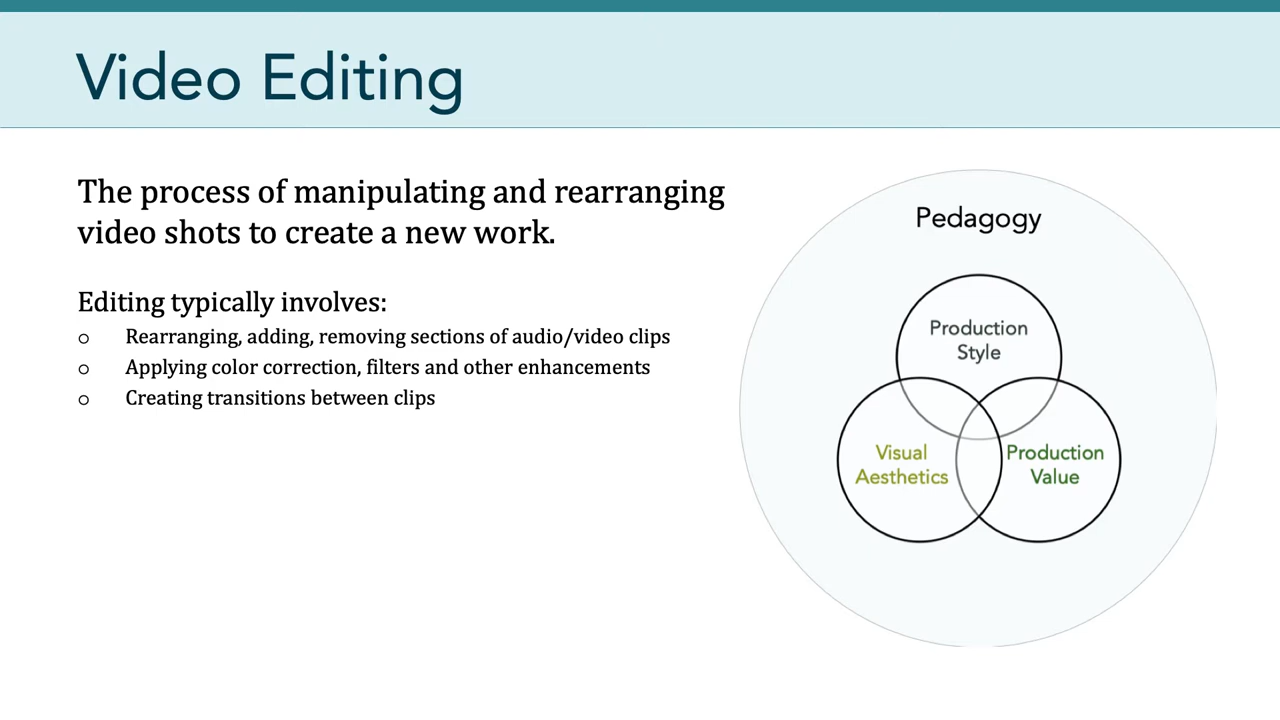 Video Editing
The process of manipulating and rearranging
video shots to create a new work.
Editing typically involves:
o Rearranging, adding, removing sections of audio/video clips
o Applying color correction, filters and other enhancements
o Creating transitions between clips
Pedagogy
Production
Style
Visual
Aesthetics
Production
Value